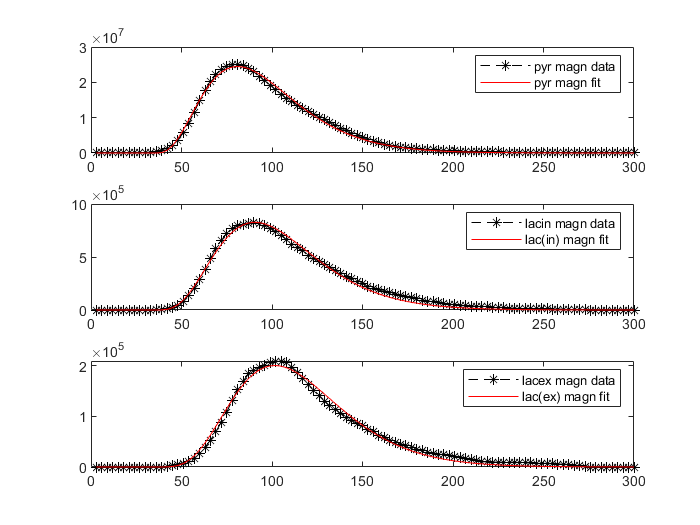 ×10^7
3
2
1
0
pyr magn data
pyr magn fit
0 50 100 150 200 250 300
×10^5
10
5
0
lacin magn data
lac(in) magn fit
0 50 100 150 200 250 300
×10^5
2
1
0
lacex magn data
lac(ex) magn fit
0 50 100 150 200 250 300